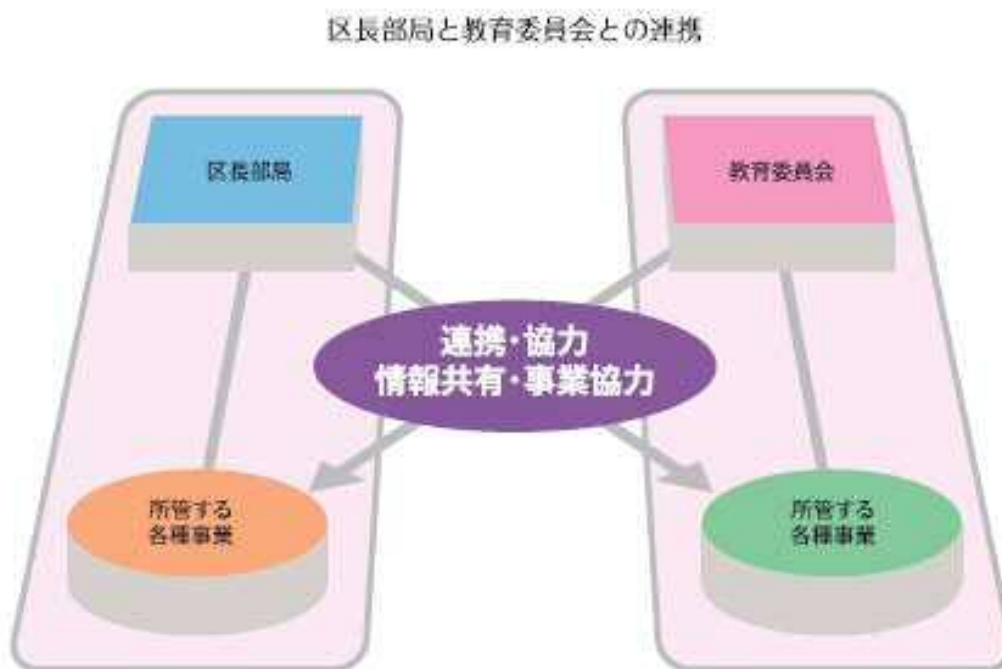 区長部局と教育委員会との連携
区長部局
教育委員会
連携・協力
情報共有・事業協力
所管する
各種事業
所管する
各種事業